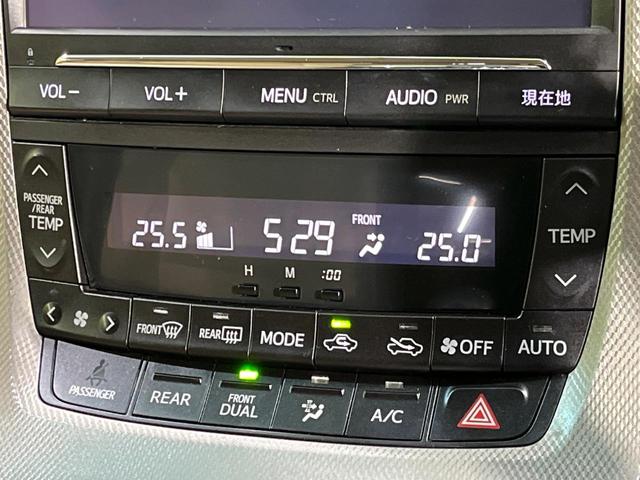 VOL− VOL+ MENU CTRL AUDIO PWR 現在地
PASSENGER
/REAR
TEMP
25.5 5:29 FRONT 25.0
TEMP
H M :00
FRONT REAR MODE OFF AUTO
PASSENGER REAR FRONT
DUAL A/C